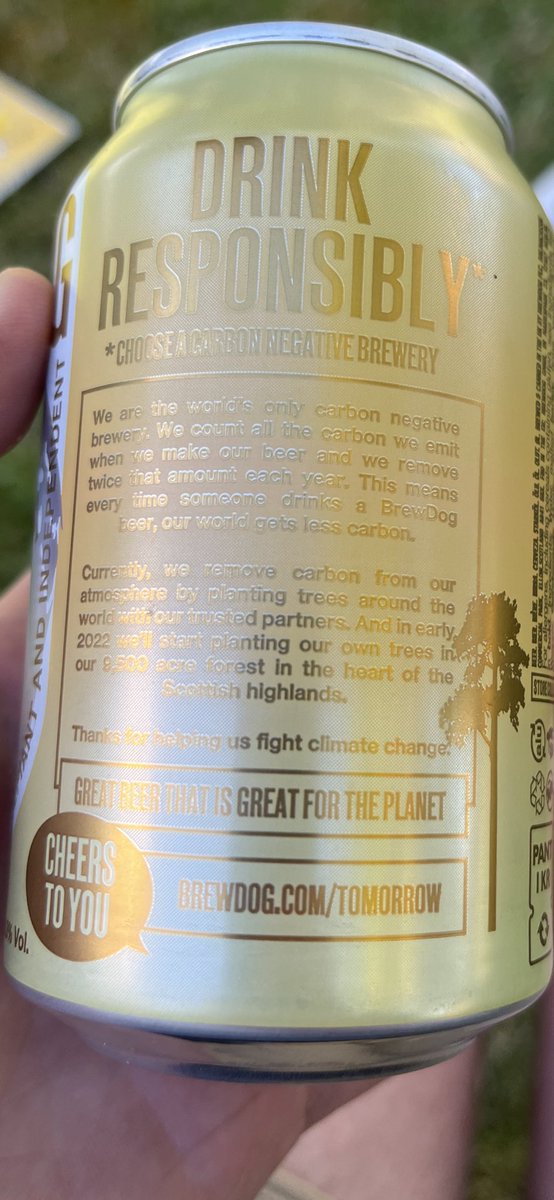 DRINK
RESPONSIBLY*
*CHOOSE A CARBON NEGATIVE BREWERY
We are the world's only carbon negative
brewery. We count all the carbon we emit
when we make our beer and we remove
twice that amount each year. This means
every time someone drinks a BrewDog
beer, our world gets less carbon.
Currently, we remove carbon from our
atmosphere by planting trees around the
world with our trusted partners. And in early
2022 we'll start planting our own trees in
our 9,500 acre forest in the heart of the
Scottish highlands.
Thanks for helping us fight climate change.
GREAT BEER THAT IS GREAT FOR THE PLANET
CHEERS
TO YOU
BREWDOG.COM/TOMORROW
% Vol.
AND INDEPENDENT
G
alu
PANT
1 KR